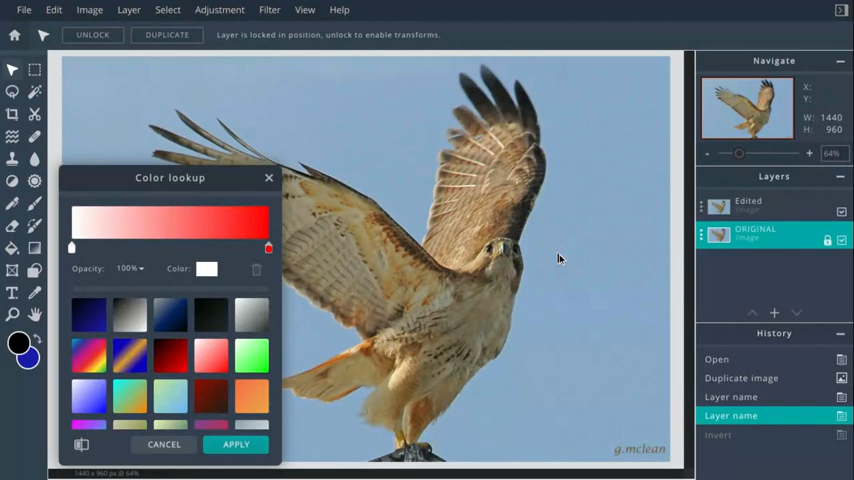 File Edit Image Layer Select Adjustment Filter View Help
UNLOCK DUPLICATE Layer is locked in position, unlock to enable transforms.
Navigate
X:
Y:
W: 1440
H: 960
- + 64%
Layers
Edited
Image
ORIGINAL
Image
History
Open
Duplicate image
Layer name
Layer name
Invert
Color lookup
Opacity: 100% Color:
CANCEL APPLY
g.mclean
1440 x 960 px @ 64%